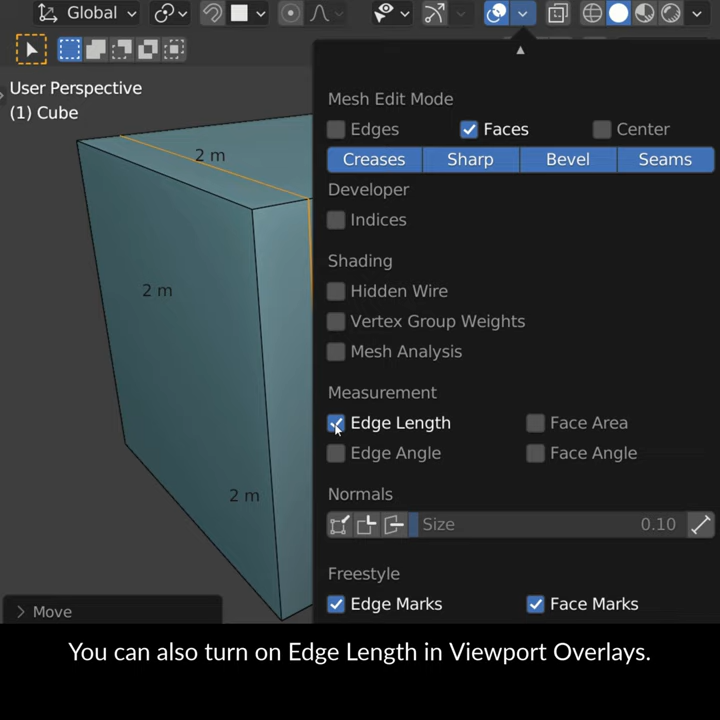 Global
User Perspective
(1) Cube
2 m
2 m
2 m
Move
Mesh Edit Mode
Edges Faces Center
Creases Sharp Bevel Seams
Developer
Indices
Shading
Hidden Wire
Vertex Group Weights
Mesh Analysis
Measurement
Edge Length Face Area
Edge Angle Face Angle
Normals
Size 0.10
Freestyle
Edge Marks Face Marks
You can also turn on Edge Length in Viewport Overlays.